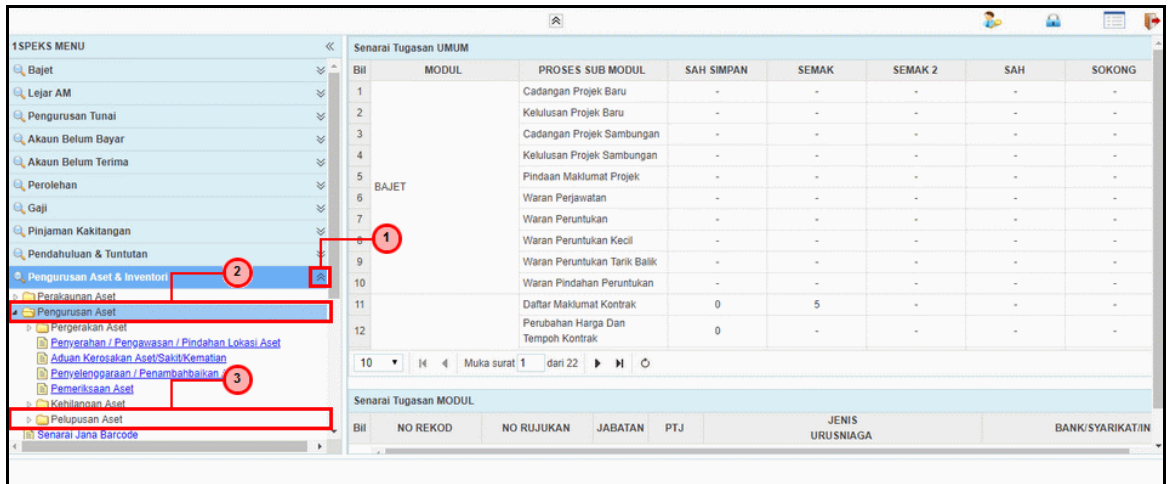 1SPEKS MENU
Bajet
Lejar AM
Pengurusan Tunai
Akaun Belum Bayar
Akaun Belum Terima
Perolehan
Gaji
Pinjaman Kakitangan
Pendahuluan & Tuntutan
Pengurusan Aset & Inventori
Perakaunan Aset
Pengurusan Aset
Pergerakan Aset
Penyerahan / Pengawasan / Pindahan Lokasi Aset
Aduan Kerosakan Aset/Sakit/Kematian
Penyelenggaraan / Penambahbaikan
Pemeriksaan Aset
Kehilangan Aset
Pelupusan Aset
Senarai Jana Barcode
1
2
3
Senarai Tugasan UMUM
Bil MODUL PROSES SUB MODUL SAH SIMPAN SEMAK SEMAK 2 SAH SOKONG
1 Cadangan Projek Baru - - - - -
2 Kelulusan Projek Baru - - - - -
3 Cadangan Projek Sambungan - - - - -
4 Kelulusan Projek Sambungan - - - - -
5 Pindaan Maklumat Projek - - - - -
BAJET
6 Waran Perjawatan - - - - -
7 Waran Peruntukan - - - - -
8 Waran Peruntukan Kecil - - - - -
9 Waran Peruntukan Tarik Balik - - - - -
10 Waran Pindahan Peruntukan - - - - -
11 Daftar Maklumat Kontrak 0 5 - - -
12 Perubahan Harga Dan
Tempoh Kontrak 0 - - - -
10 Muka surat 1 dari 22
Senarai Tugasan MODUL
Bil NO REKOD NO RUJUKAN JABATAN PTJ JENIS
URUSNIAGA BANK/SYARIKAT/IN